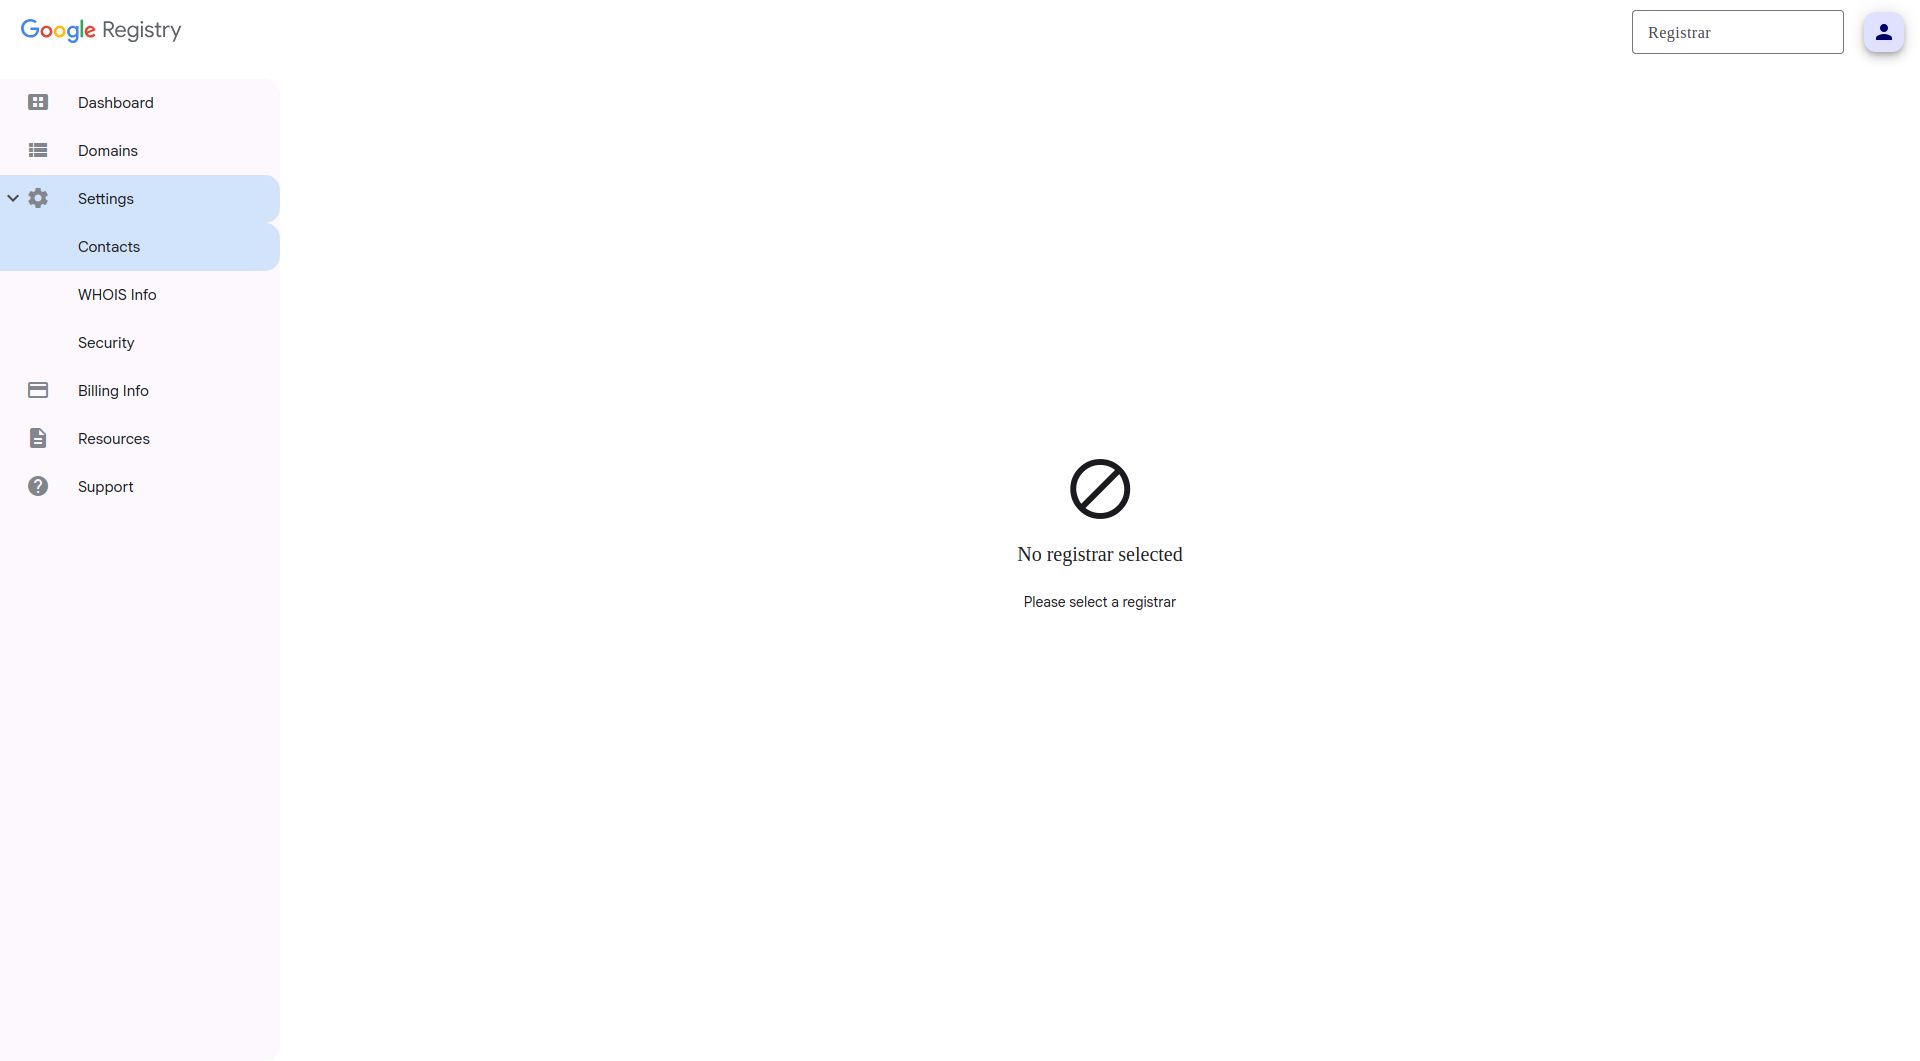 Google Registry
Registrar
Dashboard
Domains
Settings
Contacts
WHOIS Info
Security
Billing Info
Resources
Support
No registrar selected
Please select a registrar